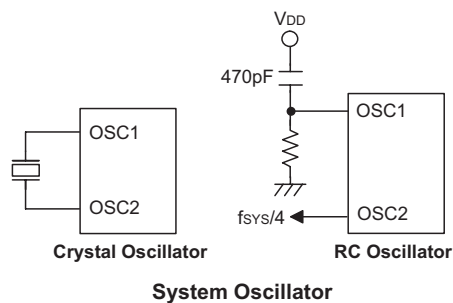 VDD
470pF
OSC1
OSC2
Crystal Oscillator
OSC1
fSYS/4
OSC2
RC Oscillator
System Oscillator